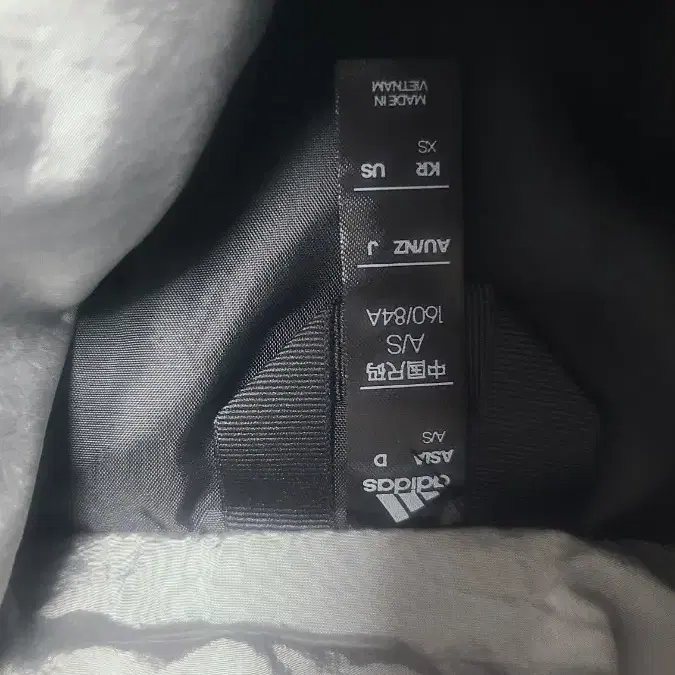 adidas
ASIA D
A/S
中国尺码
A/S
160/84A
AU/NZ J
KR US
XS
MADE IN
VIETNAM